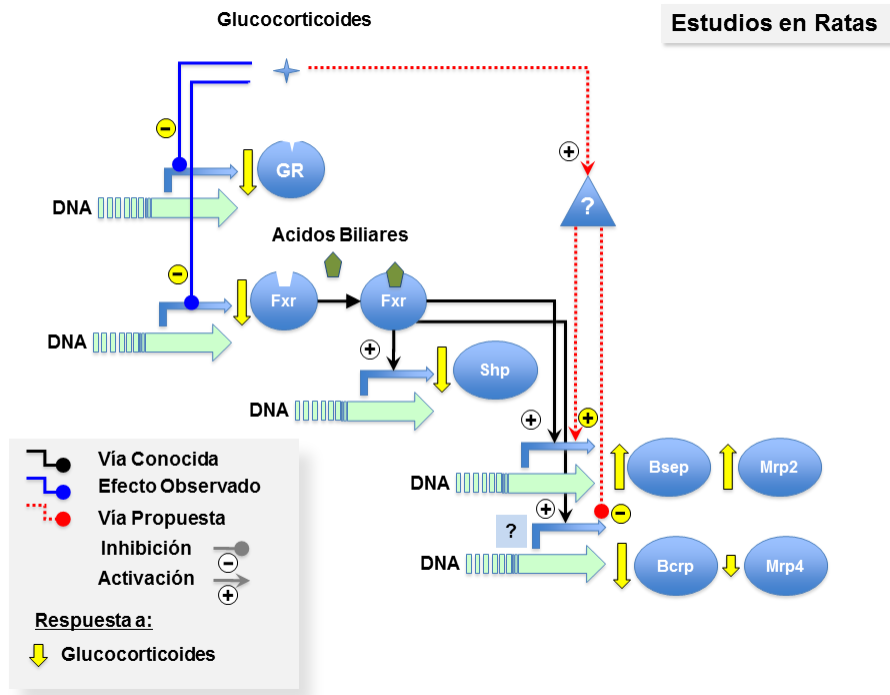 Glucocorticoides
Estudios en Ratas
−
+
GR
DNA
?
Acidos Biliares
−
Fxr
Fxr
DNA
+
Shp
DNA
+
+
Bsep
Mrp2
DNA
+
−
?
Bcrp
Mrp4
DNA
Vía Conocida
Efecto Observado
Vía Propuesta
Inhibición
−
Activación
+
Respuesta a:
Glucocorticoides